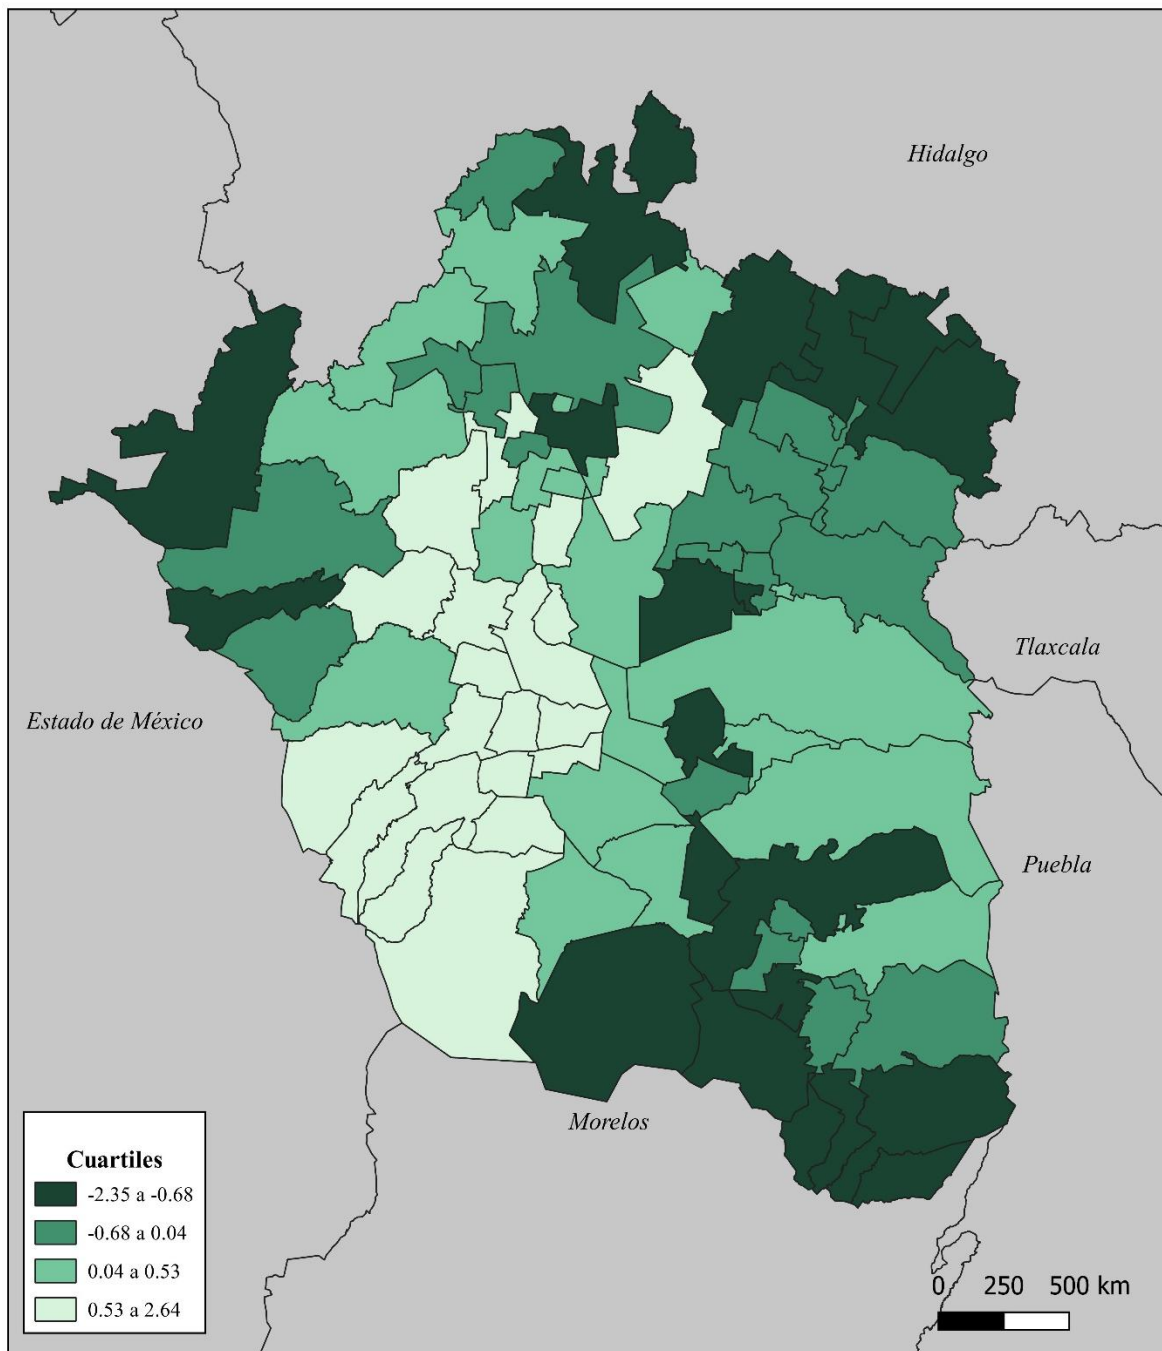 Hidalgo
Tlaxcala
Estado de México
Puebla
Morelos
Cuartiles
-2.35 a -0.68
-0.68 a 0.04
0.04 a 0.53
0.53 a 2.64
0 250 500 km